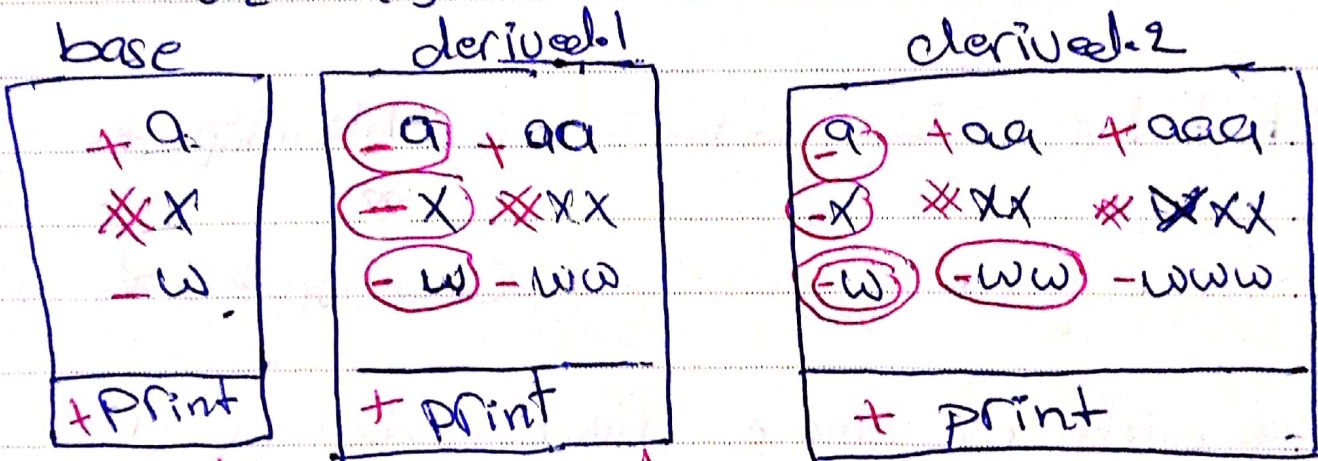 base derived.1 derived.2
+ a - a + aa - a + aa + aaa
# x - x # xx - x # xx # xx
- w - w - ww - w - ww - www
+ print + print + print